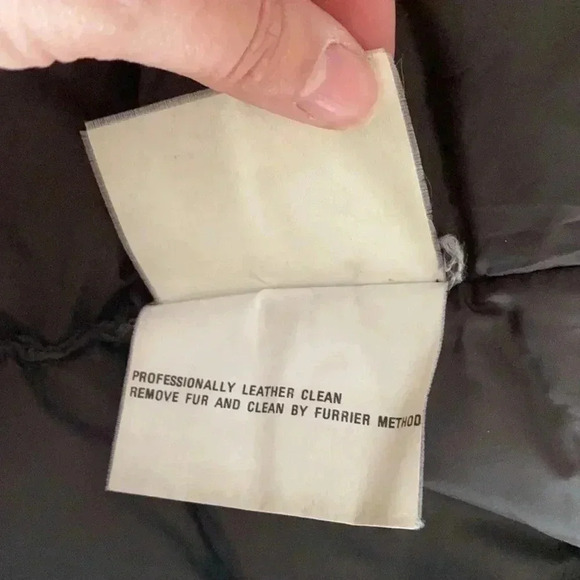 PROFESSIONALLY LEATHER CLEAN
REMOVE FUR AND CLEAN BY FURRIER METHOD